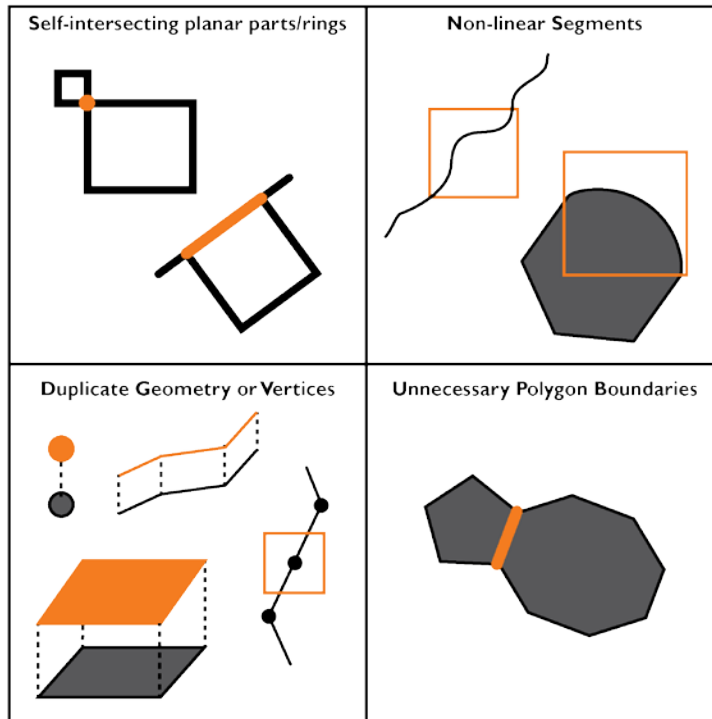 Self-intersecting planar parts/rings
Non-linear Segments
Duplicate Geometry or Vertices
Unnecessary Polygon Boundaries